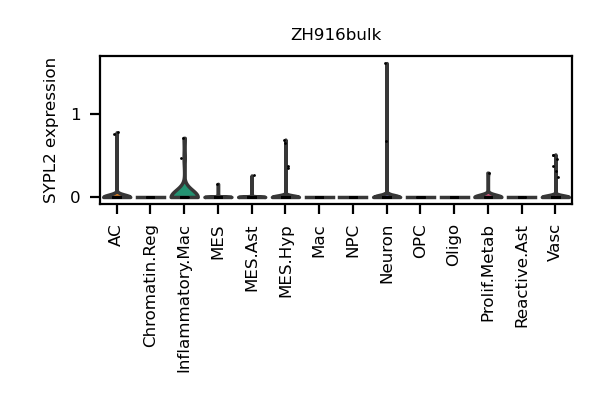 ZH916bulk
SYPL2 expression
1
0
AC
Chromatin.Reg
Inflammatory.Mac
MES
MES.Ast
MES.Hyp
Mac
NPC
Neuron
OPC
Oligo
Prolif.Metab
Reactive.Ast
Vasc